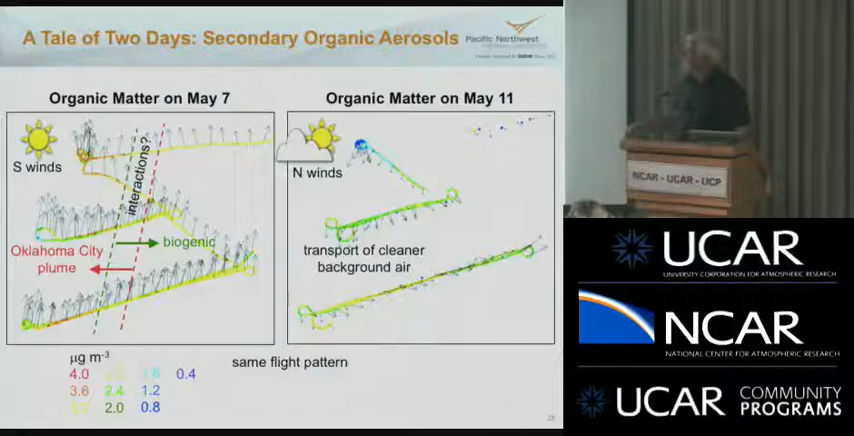 A Tale of Two Days: Secondary Organic Aerosols
Pacific Northwest
Organic Matter on May 7
Organic Matter on May 11
S winds
interactions?
N winds
Oklahoma City
plume
biogenic
transport of cleaner
background air
µg m-3
4.0 1.6 0.4
3.6 2.4 1.2
2.0 0.8
same flight pattern
28
NCAR - UCAR - UCP
UCAR
UNIVERSITY CORPORATION FOR ATMOSPHERIC RESEARCH
NCAR
NATIONAL CENTER FOR ATMOSPHERIC RESEARCH
UCAR COMMUNITY
PROGRAMS